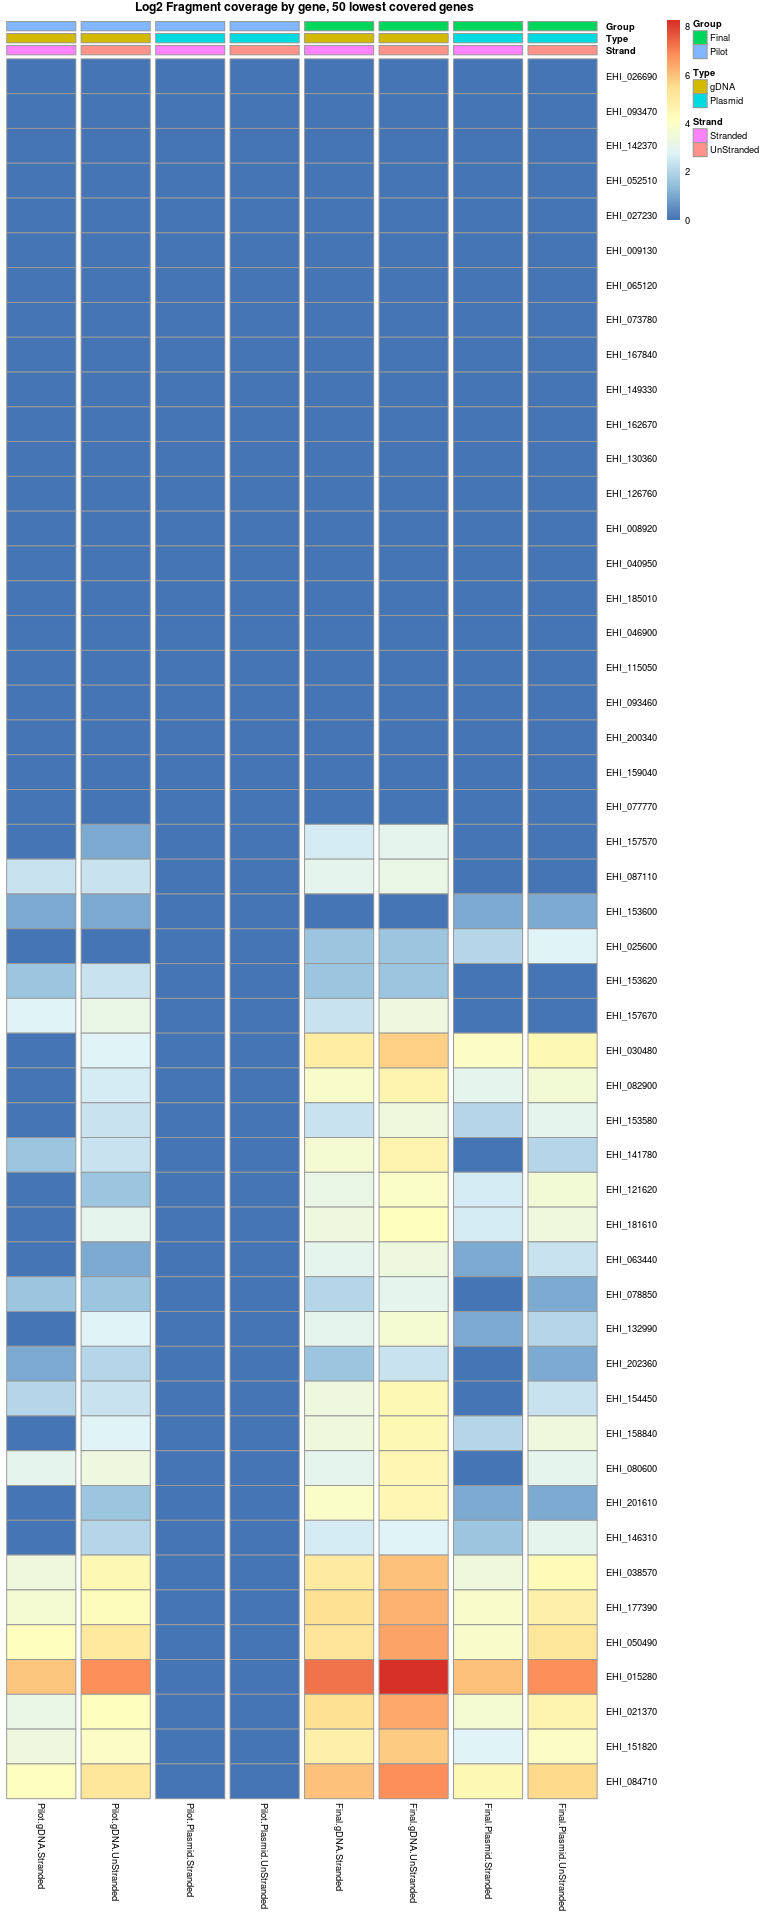 Log2 Fragment coverage by gene, 50 lowest covered genes
Group
Type
Strand
EHI_026690
EHI_093470
EHI_142370
EHI_052510
EHI_027230
EHI_009130
EHI_065120
EHI_073780
EHI_167840
EHI_149330
EHI_162670
EHI_130360
EHI_126760
EHI_008920
EHI_040950
EHI_185010
EHI_046900
EHI_115050
EHI_093460
EHI_200340
EHI_159040
EHI_077770
EHI_157570
EHI_087110
EHI_153600
EHI_025600
EHI_153620
EHI_157670
EHI_030480
EHI_082900
EHI_153580
EHI_141780
EHI_121620
EHI_181610
EHI_063440
EHI_078850
EHI_132990
EHI_202360
EHI_154450
EHI_158840
EHI_080600
EHI_201610
EHI_146310
EHI_038570
EHI_177390
EHI_050490
EHI_015280
EHI_021370
EHI_151820
EHI_084710
Pilot.gDNA.Stranded
Pilot.gDNA.UnStranded
Pilot.Plasmid.Stranded
Pilot.Plasmid.UnStranded
Final.gDNA.Stranded
Final.gDNA.UnStranded
Final.Plasmid.Stranded
Final.Plasmid.UnStranded
8
6
4
2
0
Group
Final
Pilot
Type
gDNA
Plasmid
Strand
Stranded
UnStranded